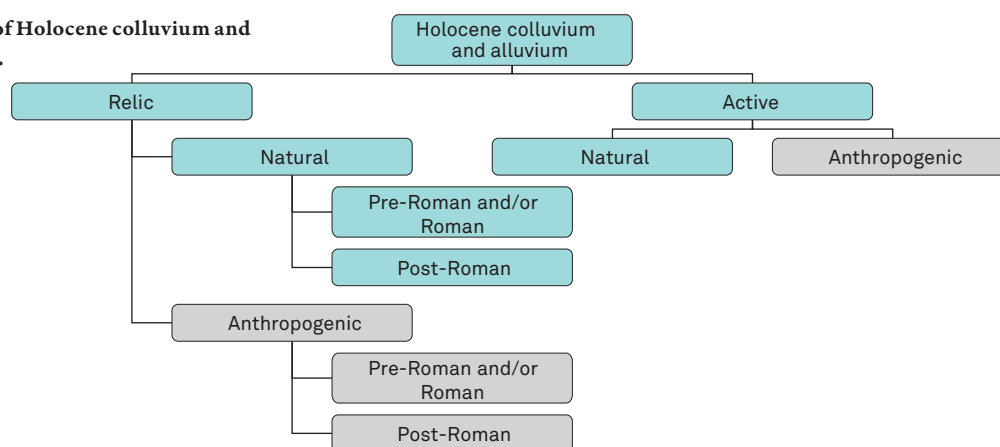 of Holocene colluvium and
Holocene colluvium
and alluvium
Relic
Active
Natural
Natural
Anthropogenic
Pre-Roman and/or
Roman
Post-Roman
Anthropogenic
Pre-Roman and/or
Roman
Post-Roman